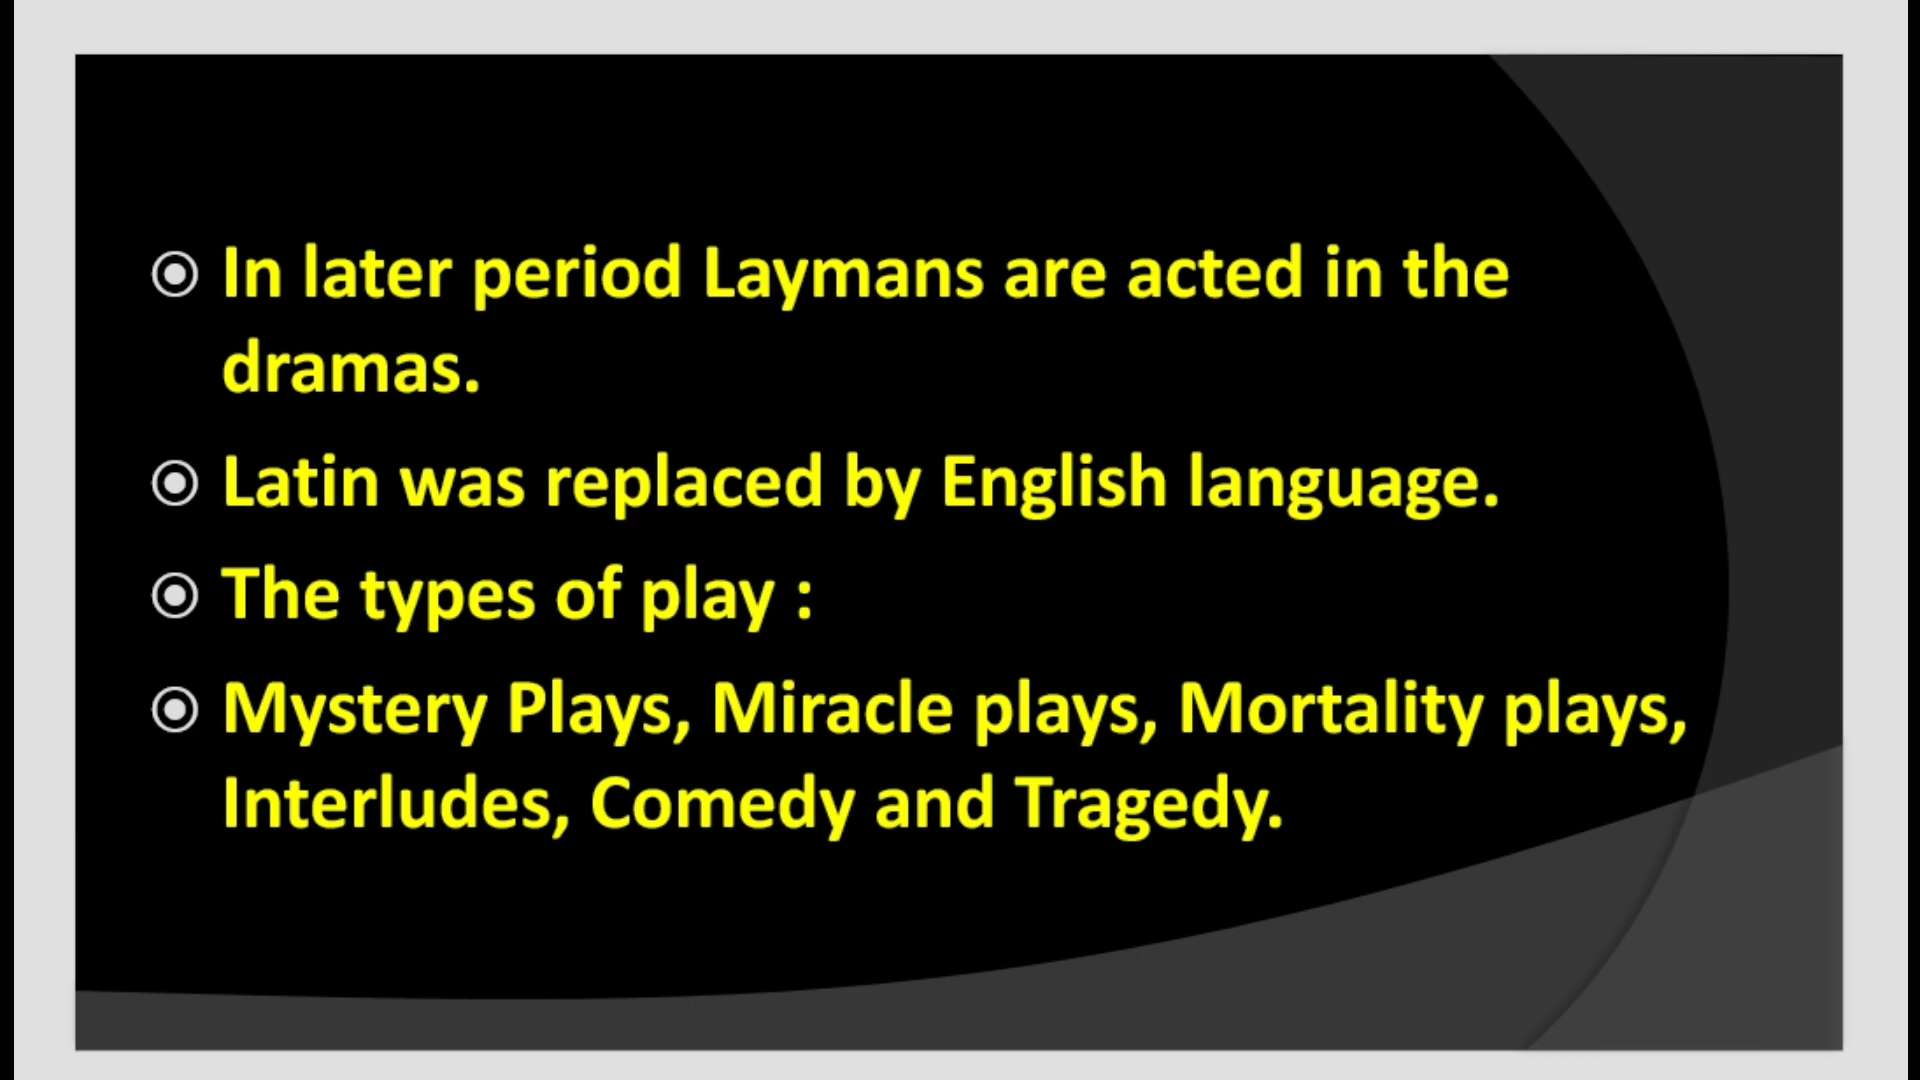 In later period Laymans are acted in the
dramas.
Latin was replaced by English language.
The types of play :
Mystery Plays, Miracle plays, Mortality plays,
Interludes, Comedy and Tragedy.